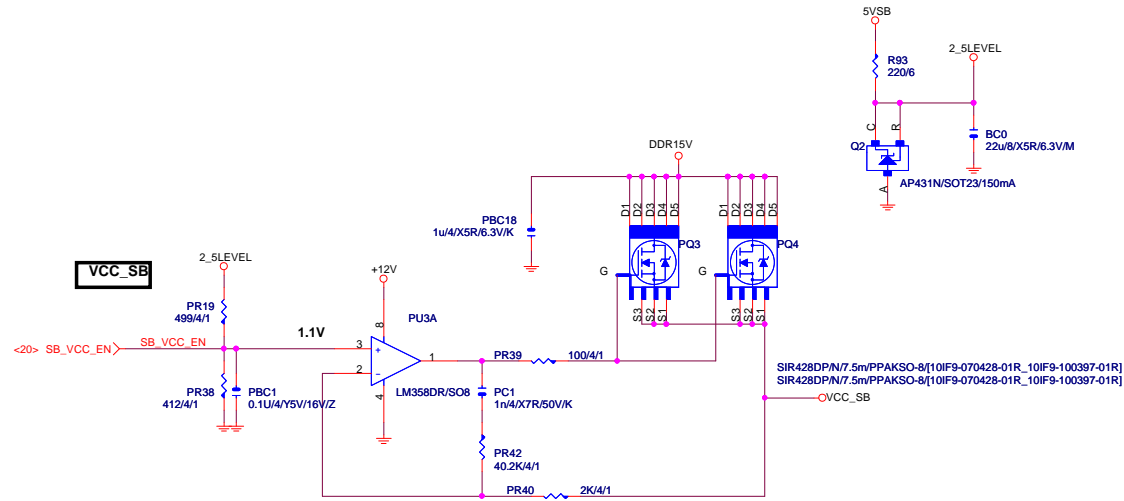 5VSB
R93
220/6
2_5LEVEL
C
R
Q2
A
BC0
22u/8/X5R/6.3V/M
AP431N/SOT23/150mA
DDR15V
PBC18
1u/4/X5R/6.3V/K
D1
D2
D3
D4
D5
PQ3
G
S3
S2
S1
D1
D2
D3
D4
D5
PQ4
G
S3
S2
S1
VCC_SB
2_5LEVEL
PR19
499/4/1
+12V
PU3A
8
1.1V
<20> SB_VCC_EN
SB_VCC_EN
3
+
2
-
1
4
LM358DR/SO8
PR38
412/4/1
PBC1
0.1U/4/Y5V/16V/Z
PR39
100/4/1
PC1
1n/4/X7R/50V/K
PR42
40.2K/4/1
PR40
2K/4/1
SIR428DP/N/7.5m/PPAKSO-8/[10IF9-070428-01R_10IF9-100397-01R]
SIR428DP/N/7.5m/PPAKSO-8/[10IF9-070428-01R_10IF9-100397-01R]
VCC_SB